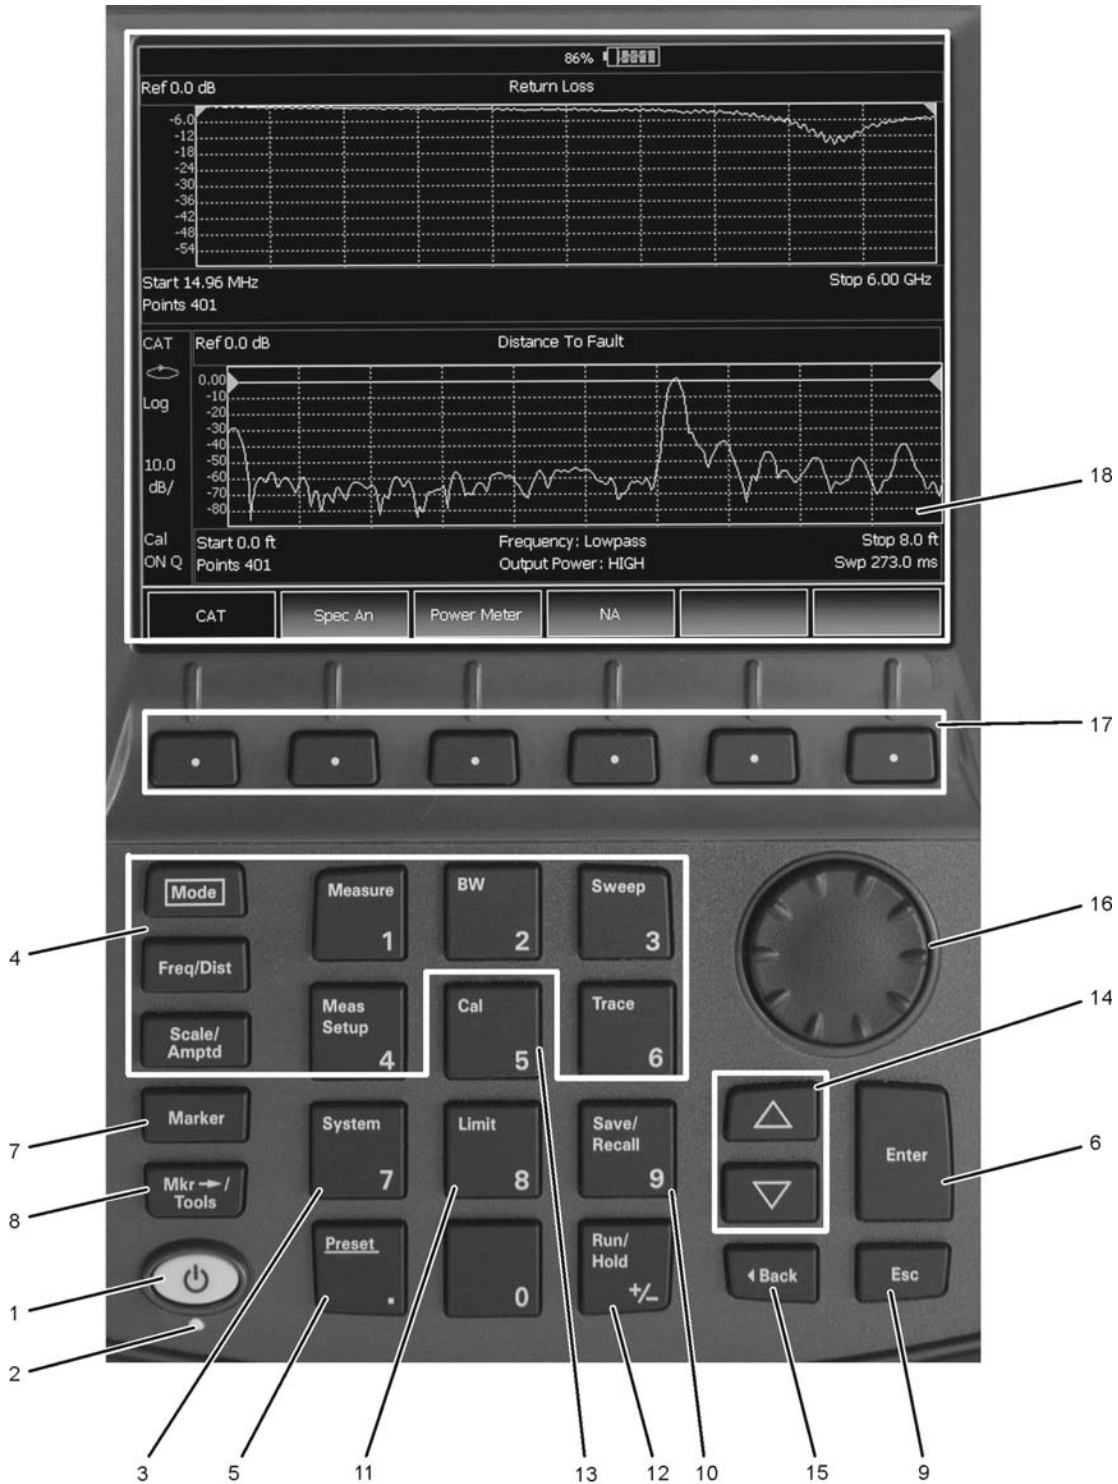 86%
Ref 0.0 dB
Return Loss
-6.0
-12
-18
-24
-30
-36
-42
-48
-54
Start 14.96 MHz
Stop 6.00 GHz
Points 401
CAT
Ref 0.0 dB
Distance To Fault
0.00
-10
-20
-30
-40
-50
-60
-70
-80
Log
10.0
dB/
Cal
ON Q
Start 0.0 ft
Frequency: Lowpass
Stop 8.0 ft
Points 401
Output Power: HIGH
Swp 273.0 ms
CAT
Spec An
Power Meter
NA
18
17
Mode
Measure
1
BW
2
Sweep
3
16
4
Freq/Dist
14
Scale/
Amptd
Meas
Setup
4
Cal
5
Trace
6
Marker
System
7
Limit
8
Save/
Recall
9
Enter
6
7
Mkr→/
Tools
8
Preset
.
0
Run/
Hold
+/−
◂Back
Esc
1
2
3
5
11
13
12
10
15
9